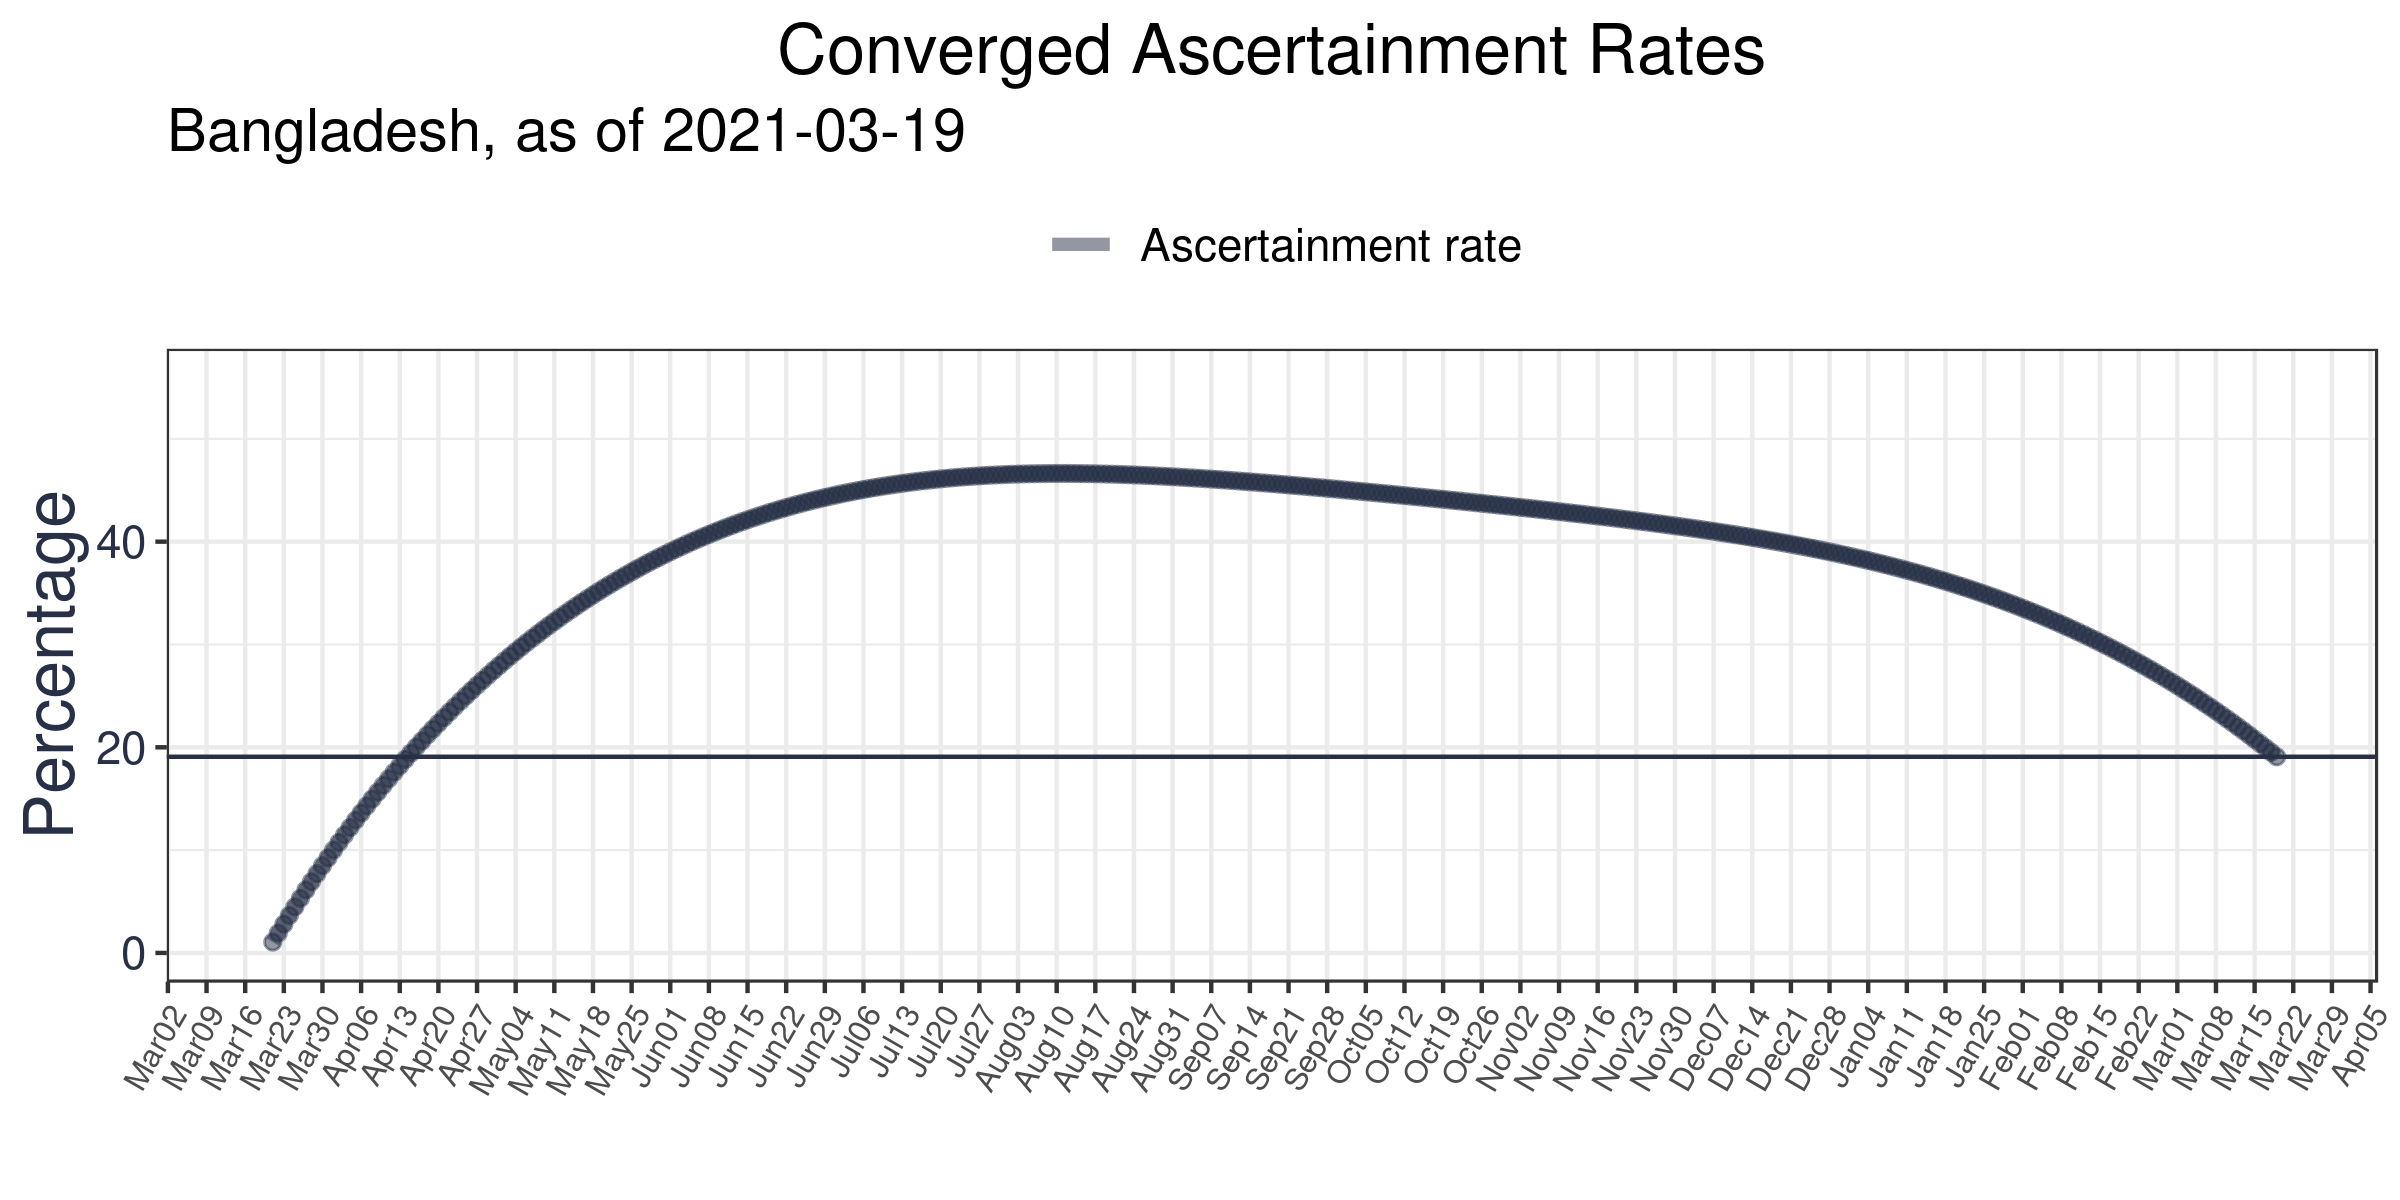 Converged Ascertainment Rates
Bangladesh, as of 2021-03-19
Ascertainment rate
Percentage
40
20
0
Mar02
Mar09
Mar16
Mar23
Mar30
Apr06
Apr13
Apr20
Apr27
May04
May11
May18
May25
Jun01
Jun08
Jun15
Jun22
Jun29
Jul06
Jul13
Jul20
Jul27
Aug03
Aug10
Aug17
Aug24
Aug31
Sep07
Sep14
Sep21
Sep28
Oct05
Oct12
Oct19
Oct26
Nov02
Nov09
Nov16
Nov23
Nov30
Dec07
Dec14
Dec21
Dec28
Jan04
Jan11
Jan18
Jan25
Feb01
Feb08
Feb15
Feb22
Mar01
Mar08
Mar15
Mar22
Mar29
Apr05